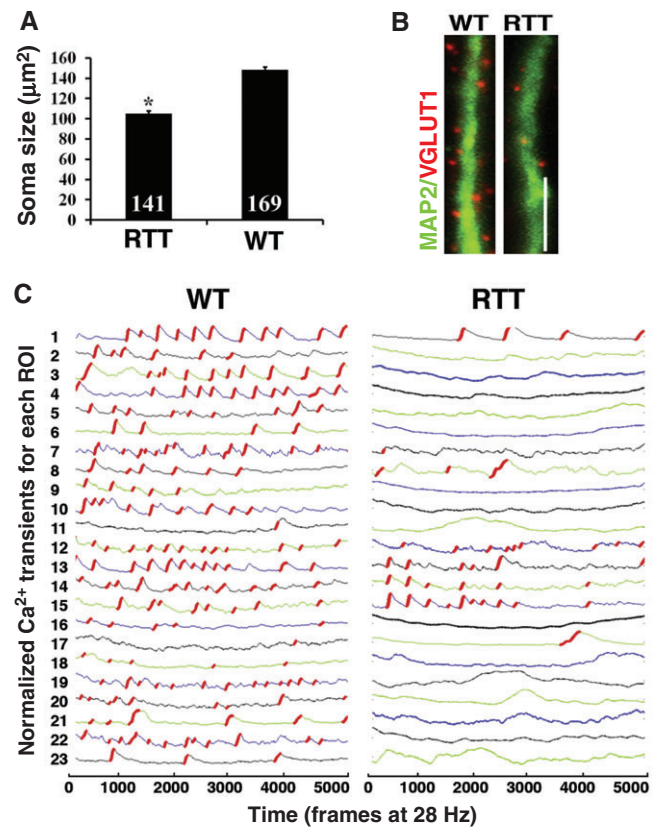 A
Soma size (µm²)
160
140
120
100
80
60
40
20
0
*
141
169
RTT
WT
B
WT RTT
MAP2/VGLUT1
C
WT
RTT
Normalized Ca²⁺ transients for each ROI
1
2
3
4
5
6
7
8
9
10
11
12
13
14
15
16
17
18
19
20
21
22
23
0 1000 2000 3000 4000 5000
0 1000 2000 3000 4000 5000
Time (frames at 28 Hz)